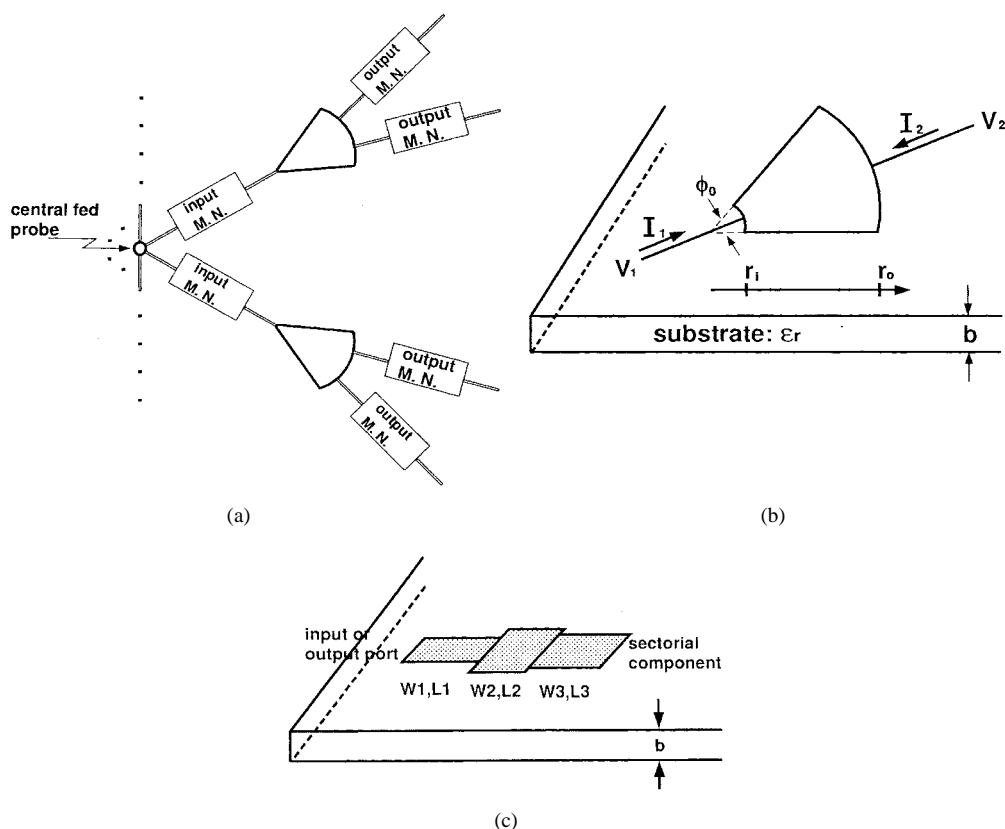 output
M. N.
output
M. N.
input
M. N.
central fed
probe
input
M. N.
output
M. N.
output
M. N.
(a)
I₂
V₂
ϕ₀
I₁
V₁
rᵢ
rₒ
substrate: εr
b
(b)
input or
output port
sectorial
component
W1,L1 W2,L2 W3,L3
b
(c)